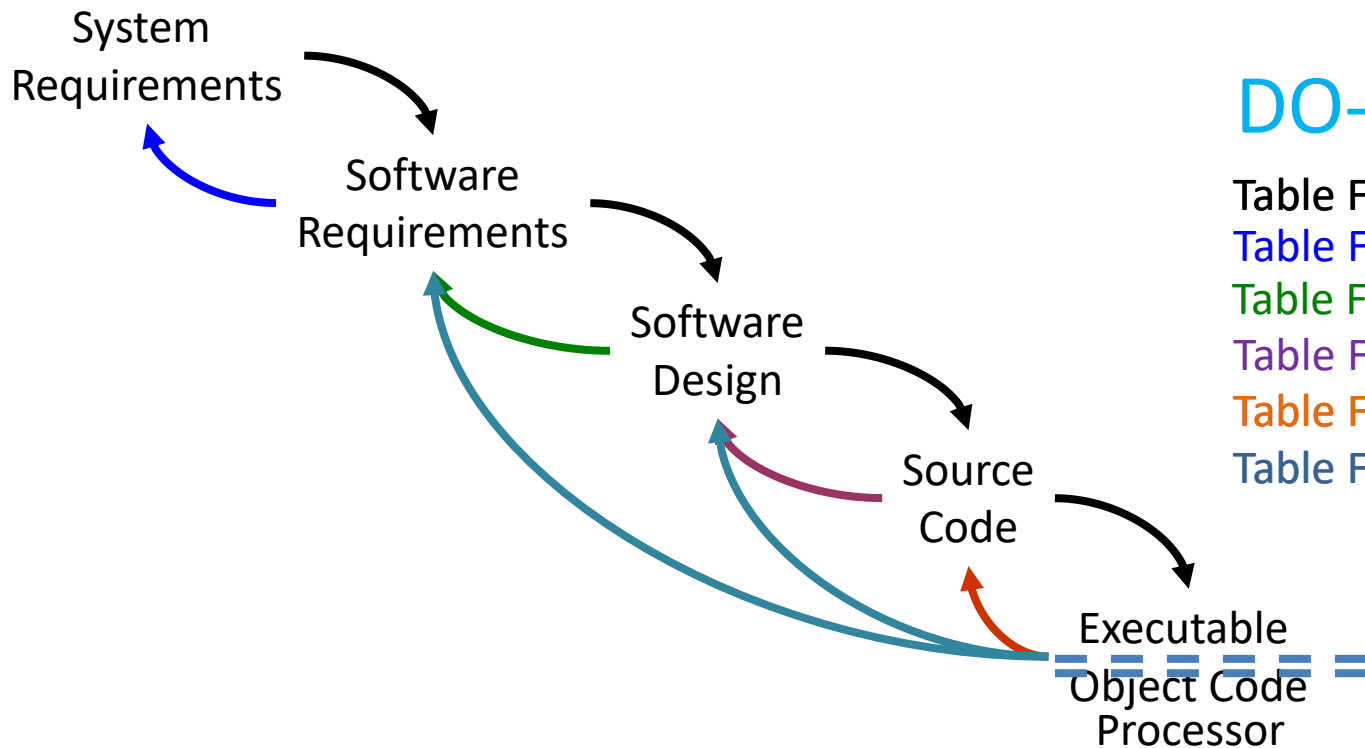 System
Requirements
Software
Requirements
Software
Design
Source
Code
Executable
Object Code
Processor
DO-
Table F
Table F
Table F
Table F
Table F
Table F